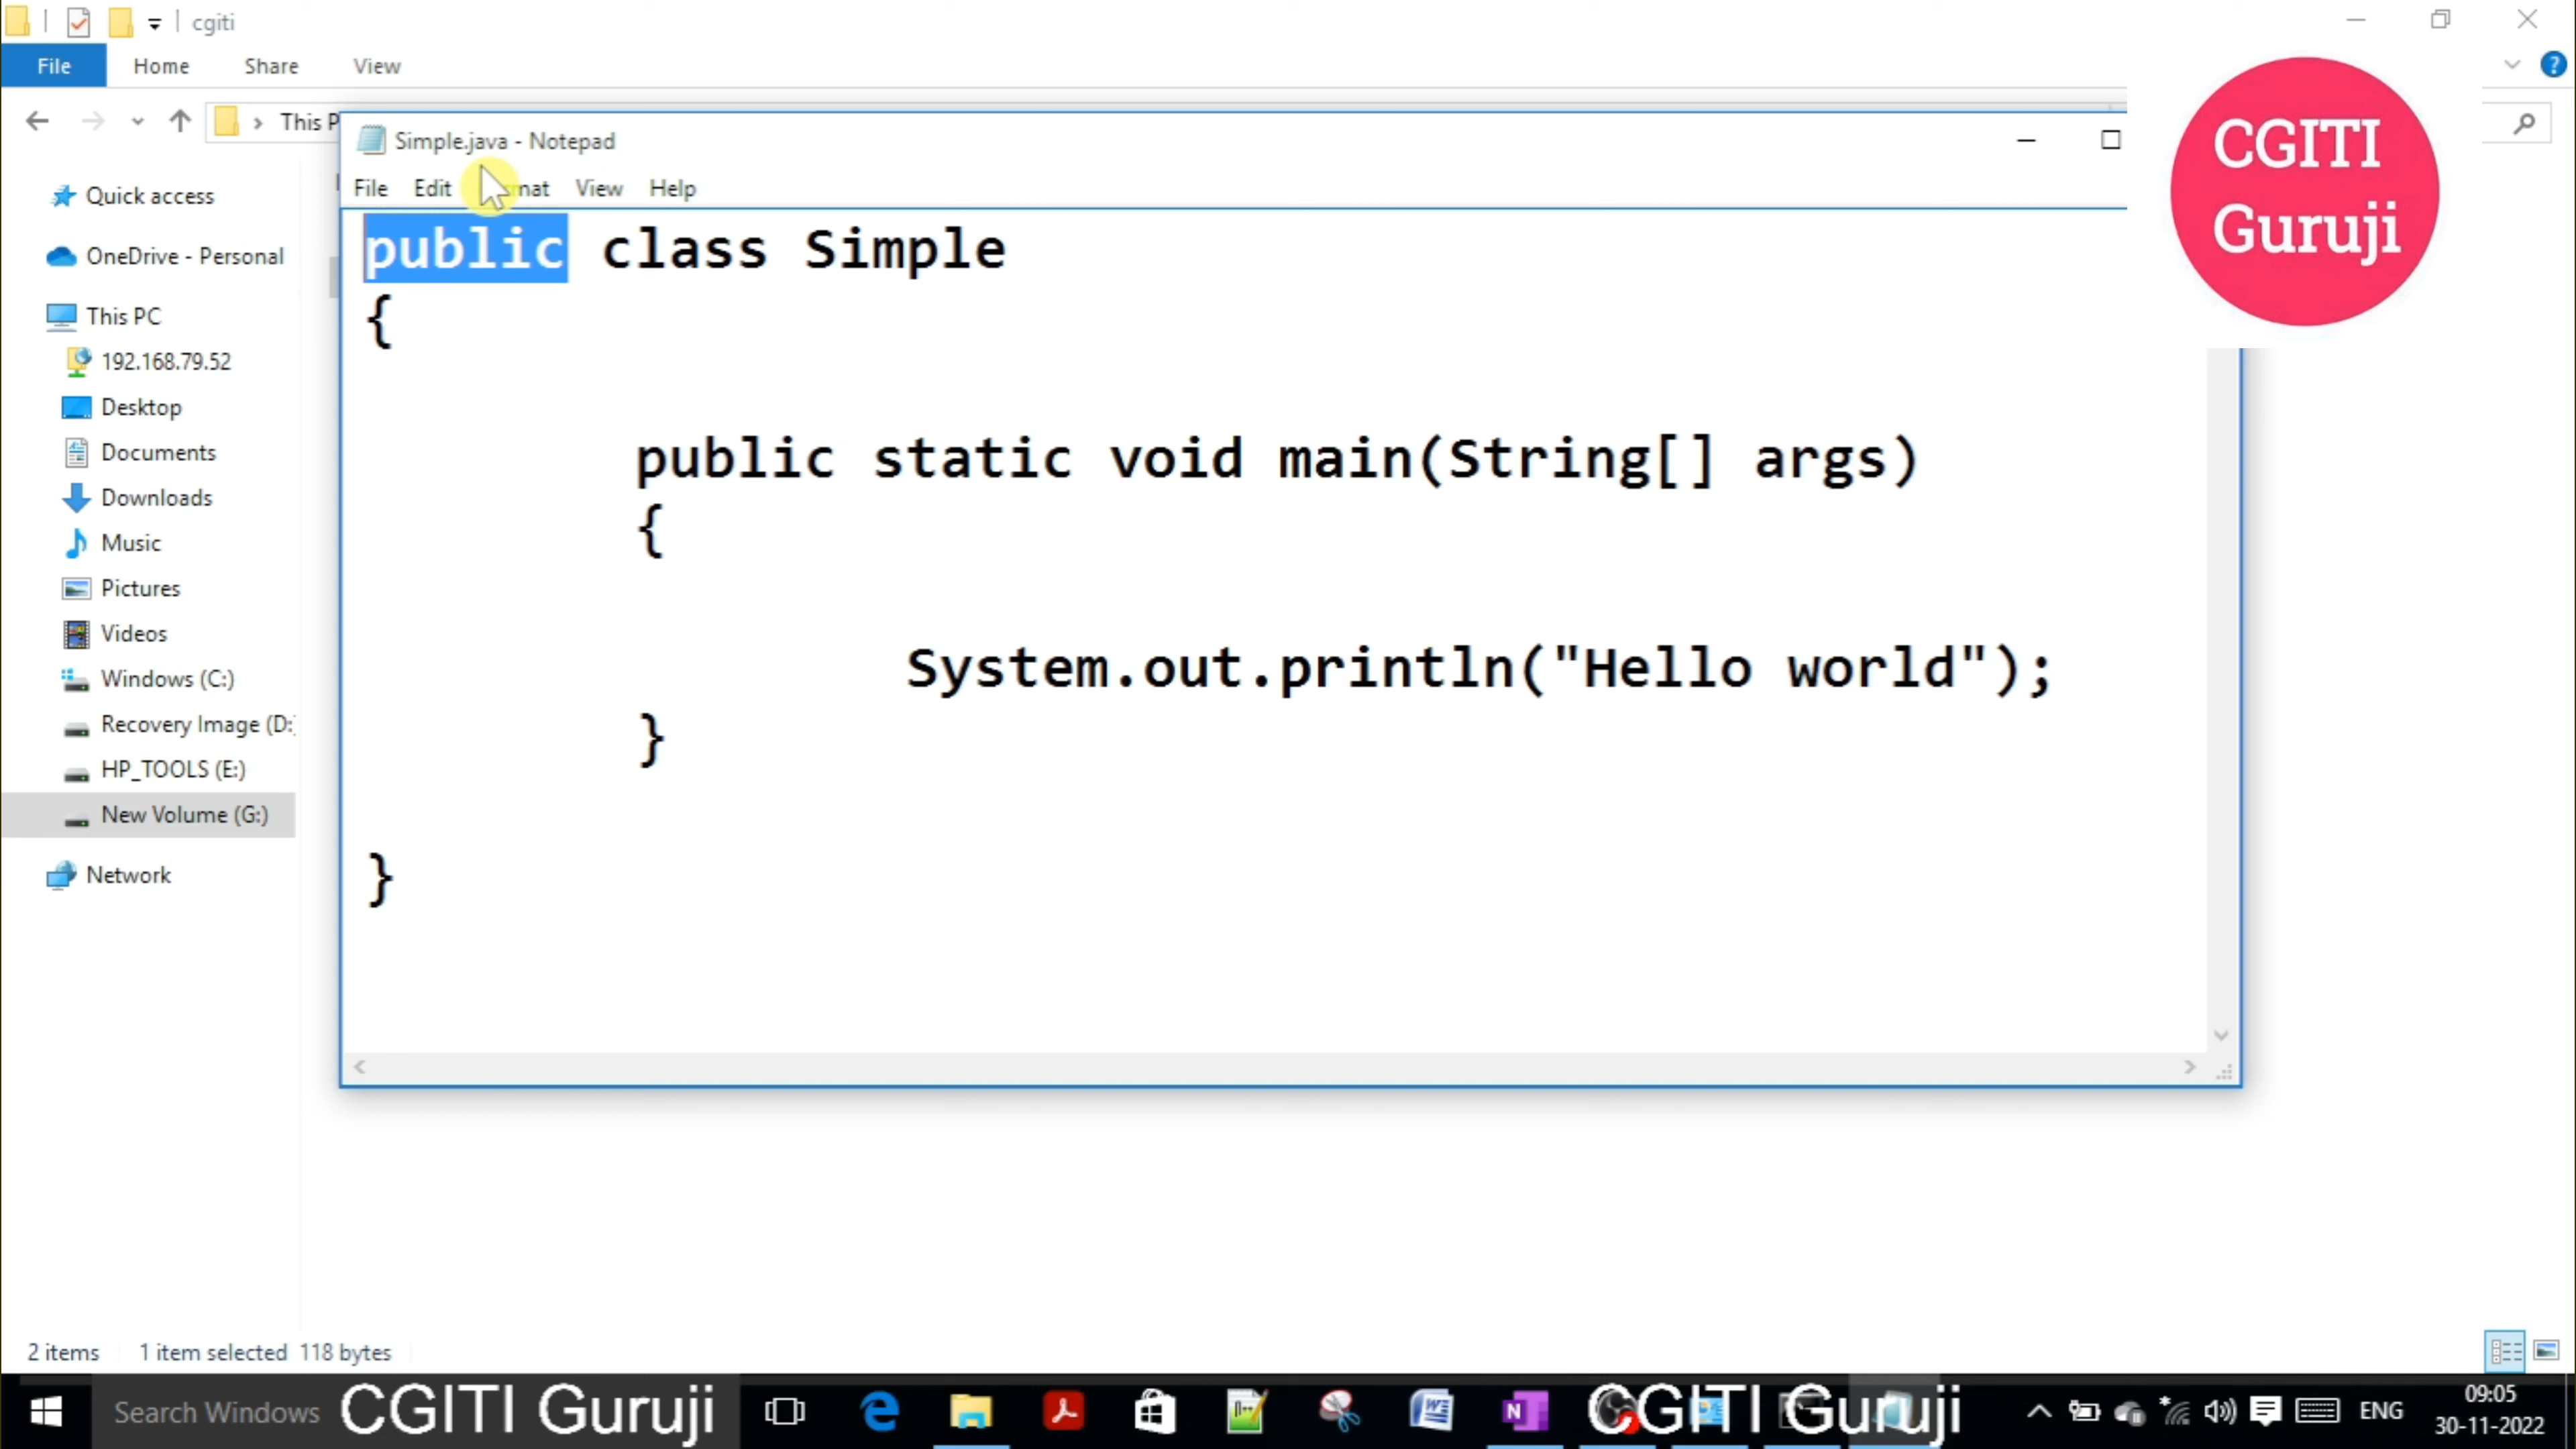 cgiti
File Home Share View
This P
Simple.java - Notepad
File Edit mat View Help
CGITI
Guruji
public class Simple
{
public static void main(String[] args)
{
System.out.println("Hello world");
}
}
Quick access
OneDrive - Personal
This PC
192.168.79.52
Desktop
Documents
Downloads
Music
Pictures
Videos
Windows (C:)
Recovery Image (D:
HP_TOOLS (E:)
New Volume (G:)
Network
2 items 1 item selected 118 bytes
Search Windows CGITI Guruji CGITI Guruji ENG 09:05
30-11-2022